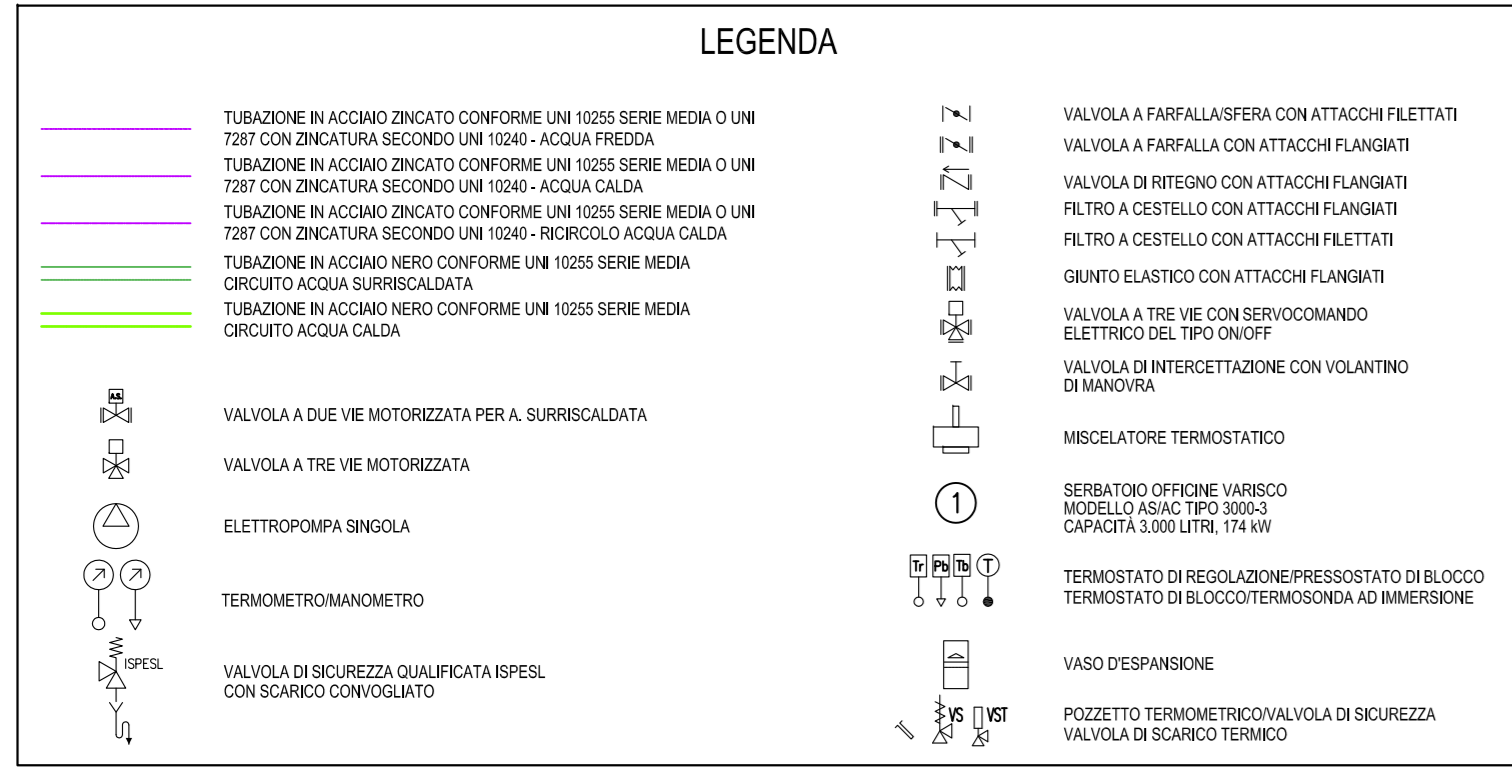 LEGENDA
TUBAZIONE IN ACCIAIO ZINCATO CONFORME UNI 10255 SERIE MEDIA O UNI
7287 CON ZINCATURA SECONDO UNI 10240 - ACQUA FREDDA
TUBAZIONE IN ACCIAIO ZINCATO CONFORME UNI 10255 SERIE MEDIA O UNI
7287 CON ZINCATURA SECONDO UNI 10240 - ACQUA CALDA
TUBAZIONE IN ACCIAIO ZINCATO CONFORME UNI 10255 SERIE MEDIA O UNI
7287 CON ZINCATURA SECONDO UNI 10240 - RICIRCOLO ACQUA CALDA
TUBAZIONE IN ACCIAIO NERO CONFORME UNI 10255 SERIE MEDIA
CIRCUITO ACQUA SURRISCALDATA
TUBAZIONE IN ACCIAIO NERO CONFORME UNI 10255 SERIE MEDIA
CIRCUITO ACQUA CALDA
A.S.
VALVOLA A DUE VIE MOTORIZZATA PER A. SURRISCALDATA
VALVOLA A TRE VIE MOTORIZZATA
ELETTROPOMPA SINGOLA
TERMOMETRO/MANOMETRO
ISPESL
VALVOLA DI SICUREZZA QUALIFICATA ISPESL
CON SCARICO CONVOGLIATO
VALVOLA A FARFALLA/SFERA CON ATTACCHI FILETTATI
VALVOLA A FARFALLA CON ATTACCHI FLANGIATI
VALVOLA DI RITEGNO CON ATTACCHI FLANGIATI
FILTRO A CESTELLO CON ATTACCHI FLANGIATI
FILTRO A CESTELLO CON ATTACCHI FILETTATI
GIUNTO ELASTICO CON ATTACCHI FLANGIATI
VALVOLA A TRE VIE CON SERVOCOMANDO
ELETTRICO DEL TIPO ON/OFF
VALVOLA DI INTERCETTAZIONE CON VOLANTINO
DI MANOVRA
MISCELATORE TERMOSTATICO
1
SERBATOIO OFFICINE VARISCO
MODELLO AS/AC TIPO 3000-3
CAPACITÀ 3.000 LITRI, 174 kW
Tr Pb Tb T
TERMOSTATO DI REGOLAZIONE/PRESSOSTATO DI BLOCCO
TERMOSTATO DI BLOCCO/TERMOSONDA AD IMMERSIONE
VASO D'ESPANSIONE
VS VST
POZZETTO TERMOMETRICO/VALVOLA DI SICUREZZA
VALVOLA DI SCARICO TERMICO